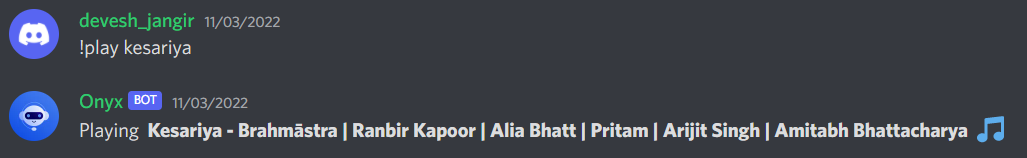 devesh_jangir 11/03/2022
!play kesariya
Onyx BOT 11/03/2022
Playing Kesariya - Brahmāstra | Ranbir Kapoor | Alia Bhatt | Pritam | Arijit Singh | Amitabh Bhattacharya 🎵